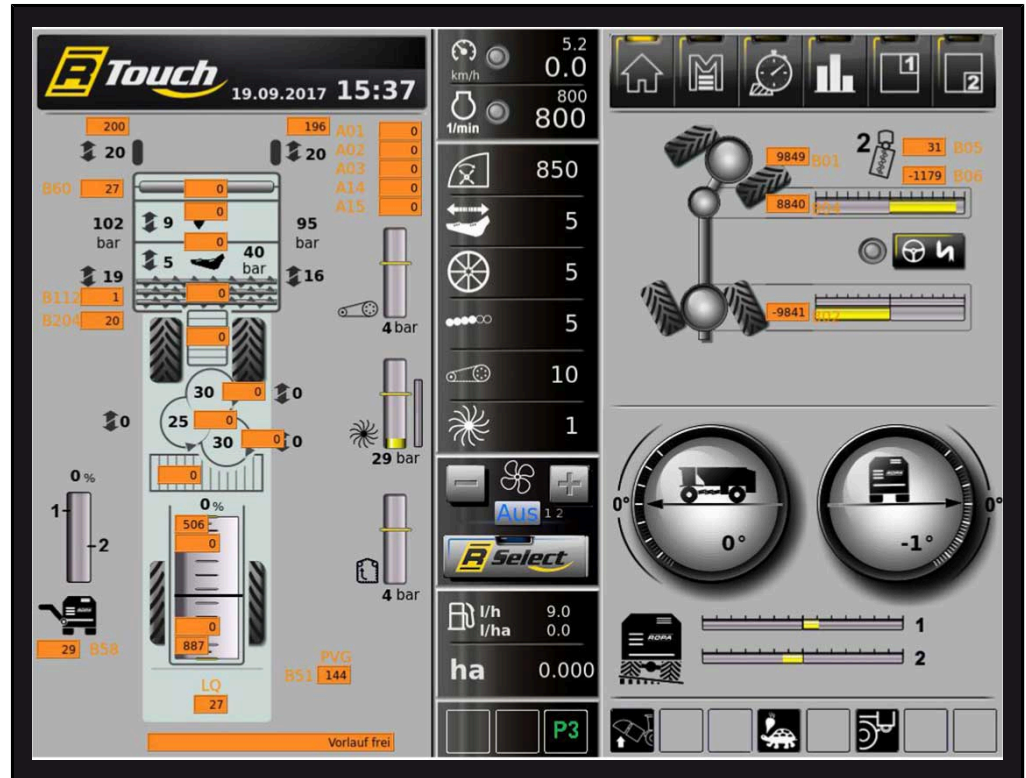 R Touch
19.09.2017 15:37
200
196
20
20
A01 0
A02 0
A03 0
A14 0
A15 0
B60 27
0
0
102
bar
9
95
bar
0
5
40
bar
19
16
B112 1
0
B204 20
0
4 bar
30
0
0
0
25
0
30
0
0
29 bar
0
0 %
1
2
0 %
506
0
0
887
4 bar
ROPA
29 B58
PVG
B51 144
LQ
27
Vorlauf frei
km/h
5.2
0.0
1/min
800
800
850
5
5
5
10
1
Aus 1 2
R Select
l/h 9.0
l/ha 0.0
ha 0.000
P3
1
2
9849 B01
2
31 B05
-1179 B06
8840
-9841
0°
0°
0°
-1°
ROPA
1
2